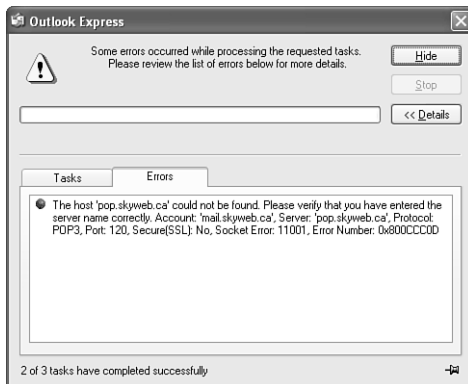 Outlook Express
Some errors occurred while processing the requested tasks.
Please review the list of errors below for more details.
Hide
Stop
<< Details
Tasks
Errors
The host 'pop.skyweb.ca' could not be found. Please verify that you have entered the
server name correctly. Account: 'mail.skyweb.ca', Server: 'pop.skyweb.ca', Protocol:
POP3, Port: 120, Secure(SSL): No, Socket Error: 11001, Error Number: 0x800CCC0D
2 of 3 tasks have completed successfully